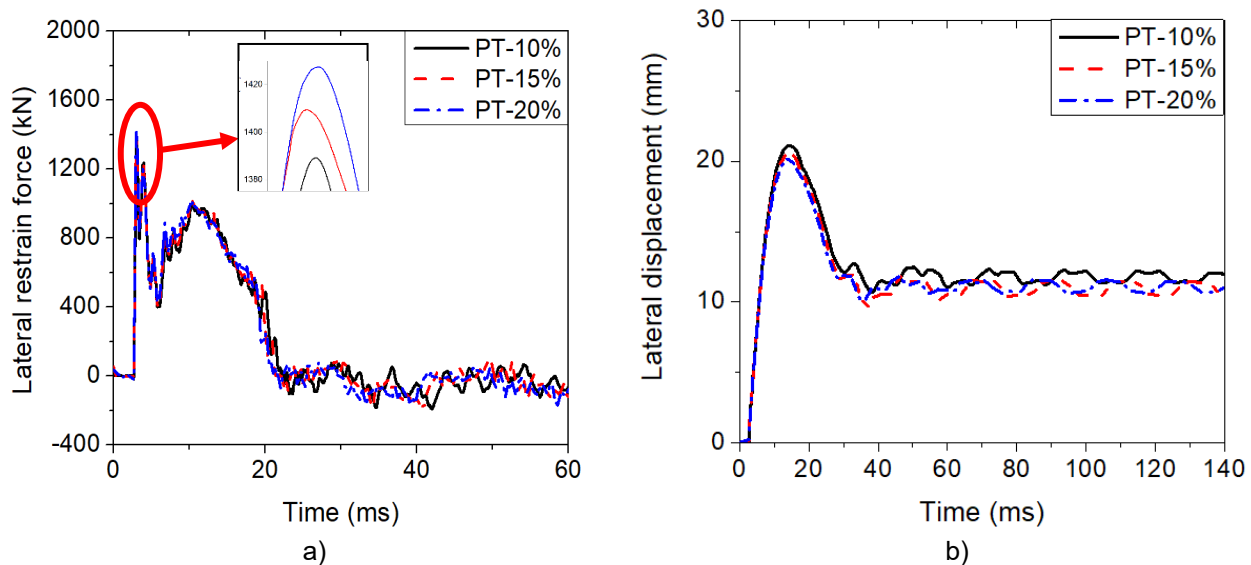 2000
1600
1200
800
400
0
-400
Lateral restrain force (kN)
1420
1400
1380
PT-10%
PT-15%
PT-20%
0 20 40 60
Time (ms)
a)
30
20
10
0
Lateral displacement (mm)
PT-10%
PT-15%
PT-20%
0 20 40 60 80 100 120 140
Time (ms)
b)